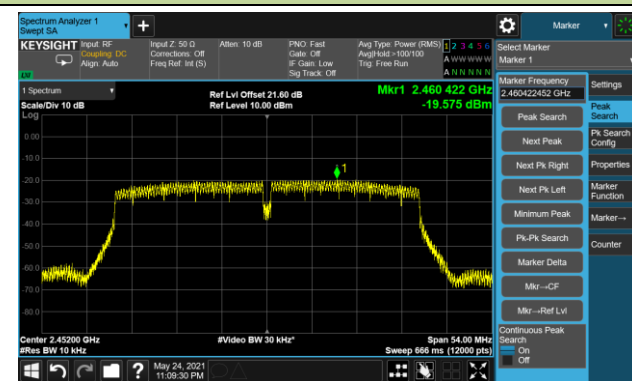 Spectrum Analyzer 1
Swept SA
+
Marker
KEYSIGHT
Input: RF
Coupling: DC
Align: Auto
Input Z: 50 Ω
Corrections: Off
Freq Ref: Int (S)
Atten: 10 dB
PNO: Fast
Gate: Off
IF Gain: Low
Sig Track: Off
Avg Type: Power (RMS)
Avg|Hold:>100/100
Trig: Free Run
1 2 3 4 5 6
A W W W W W
A N N N N N
LXI
Select Marker
Marker 1
1 Spectrum
Scale/Div 10 dB
Log
Ref Lvl Offset 21.60 dB
Ref Level 10.00 dBm
Mkr1 2.460 422 GHz
-19.575 dBm
0.00
-10.0
-20.0
-30.0
-40.0
-50.0
-60.0
-70.0
-80.0
1
Center 2.45200 GHz
#Res BW 10 kHz
#Video BW 30 kHz*
Span 54.00 MHz
Sweep 666 ms (12000 pts)
Marker Frequency
2.460422452 GHz
Peak Search
Next Peak
Next Pk Right
Next Pk Left
Minimum Peak
Pk-Pk Search
Marker Delta
Mkr→CF
Mkr→Ref Lvl
Continuous Peak
Search
On
Off
Settings
Peak
Search
Pk Search
Config
Properties
Marker
Function
Marker→
Counter
?
May 24, 2021
11:09:30 PM